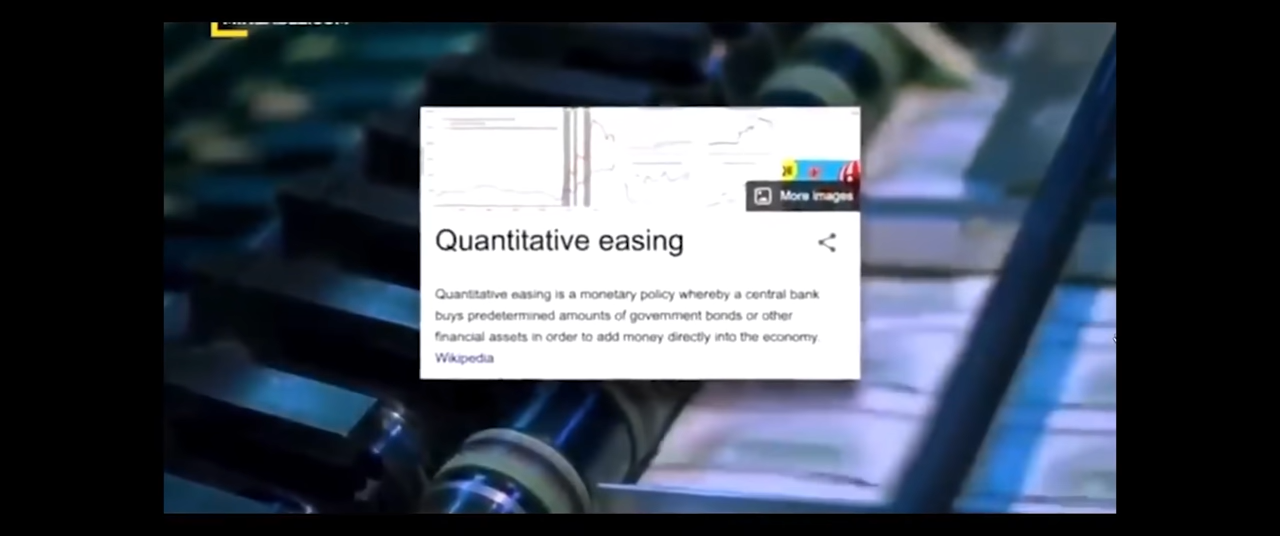 More images
Quantitative easing
Quantitative easing is a monetary policy whereby a central bank
buys predetermined amounts of government bonds or other
financial assets in order to add money directly into the economy.
Wikipedia